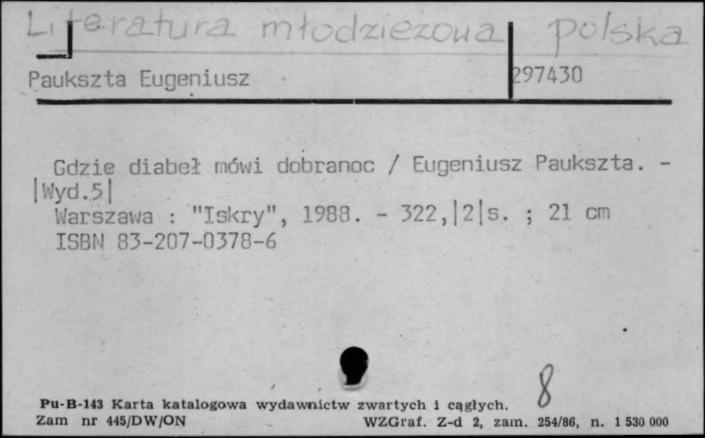 Literatura młodzieżowa polska
Paukszta Eugeniusz 297430
Gdzie diabeł mówi dobranoc / Eugeniusz Paukszta. -
|Wyd.5|
Warszawa : "Iskry", 1988. - 322,|2|s. ; 21 cm
ISBN 83-207-0378-6
8
Pu-B-143 Karta katalogowa wydawnictw zwartych i ciągłych.
Zam nr 445/DW/ON WZGraf. Z-d 2, zam. 254/86, n. 1 530 000